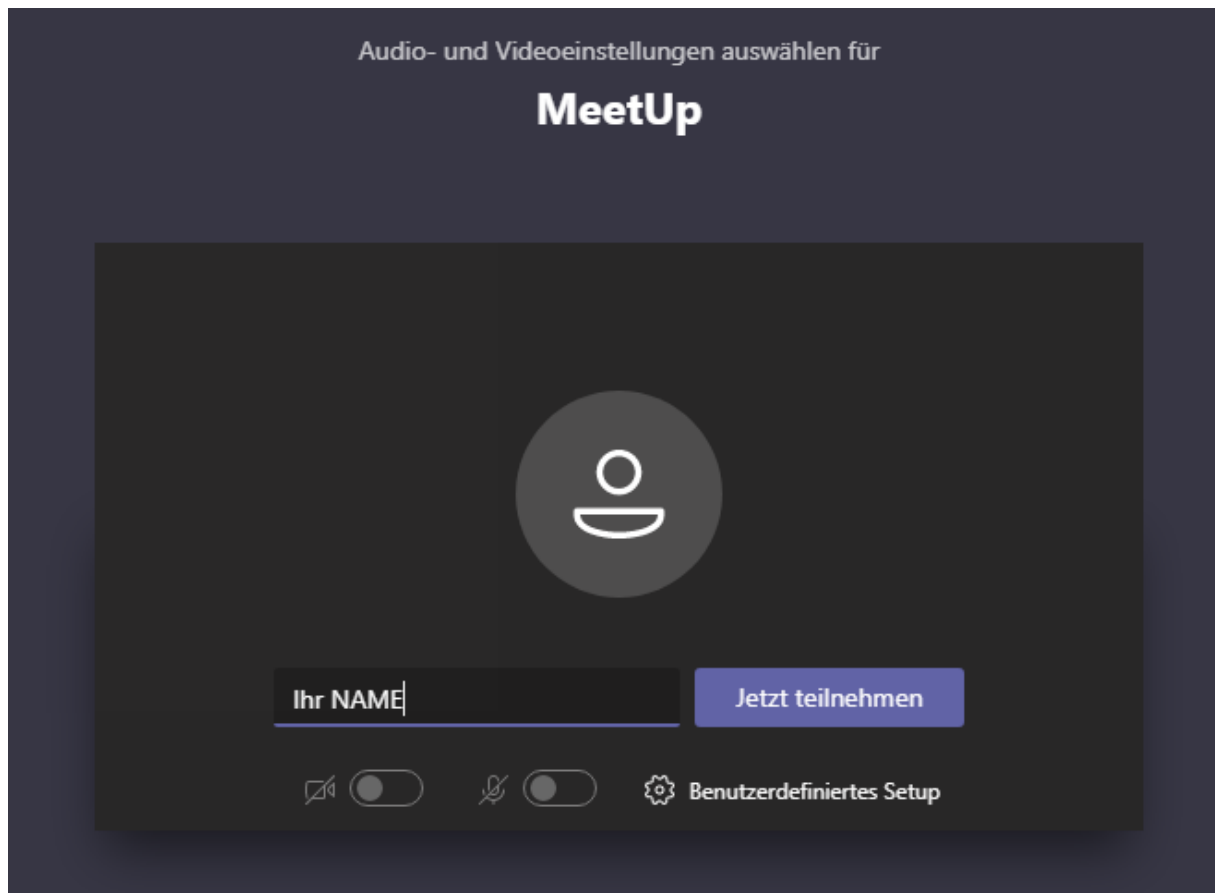 Audio- und Videoeinstellungen auswählen für
MeetUp
Ihr NAME
Jetzt teilnehmen
Benutzerdefiniertes Setup